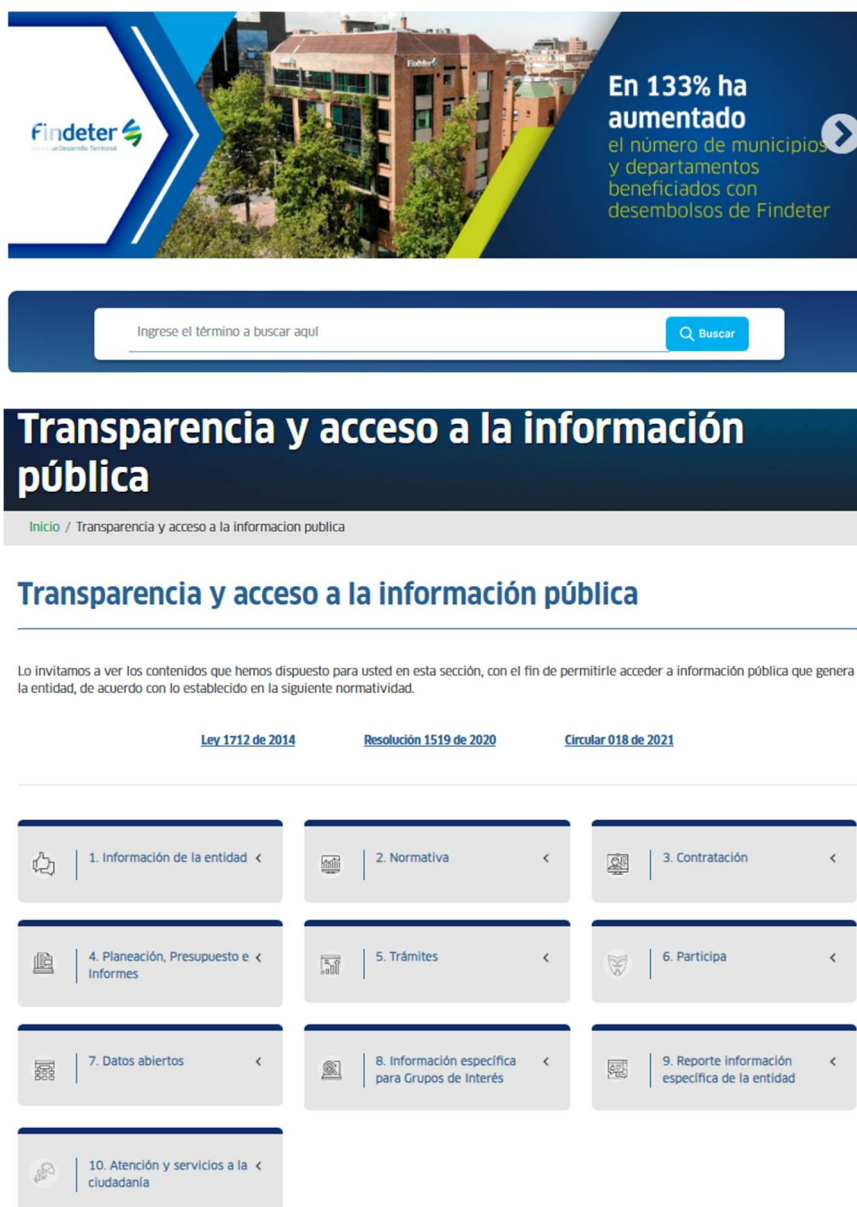 Findeter
En 133% ha
aumentado
el número de municipios
y departamentos
beneficiados con
desembolsos de Findeter
findeter
Ingrese el término a buscar aquí
Buscar
Transparencia y acceso a la información
pública
Inicio / Transparencia y acceso a la informacion publica
Transparencia y acceso a la información pública
Lo invitamos a ver los contenidos que hemos dispuesto para usted en esta sección, con el fin de permitirle acceder a información pública que genera
la entidad, de acuerdo con lo establecido en la siguiente normatividad.
Ley 1712 de 2014 Resolución 1519 de 2020 Circular 018 de 2021
1. Información de la entidad
2. Normativa
3. Contratación
4. Planeación, Presupuesto e
Informes
5. Trámites
6. Participa
7. Datos abiertos
8. Información específica
para Grupos de Interés
9. Reporte información
específica de la entidad
10. Atención y servicios a la
ciudadanía